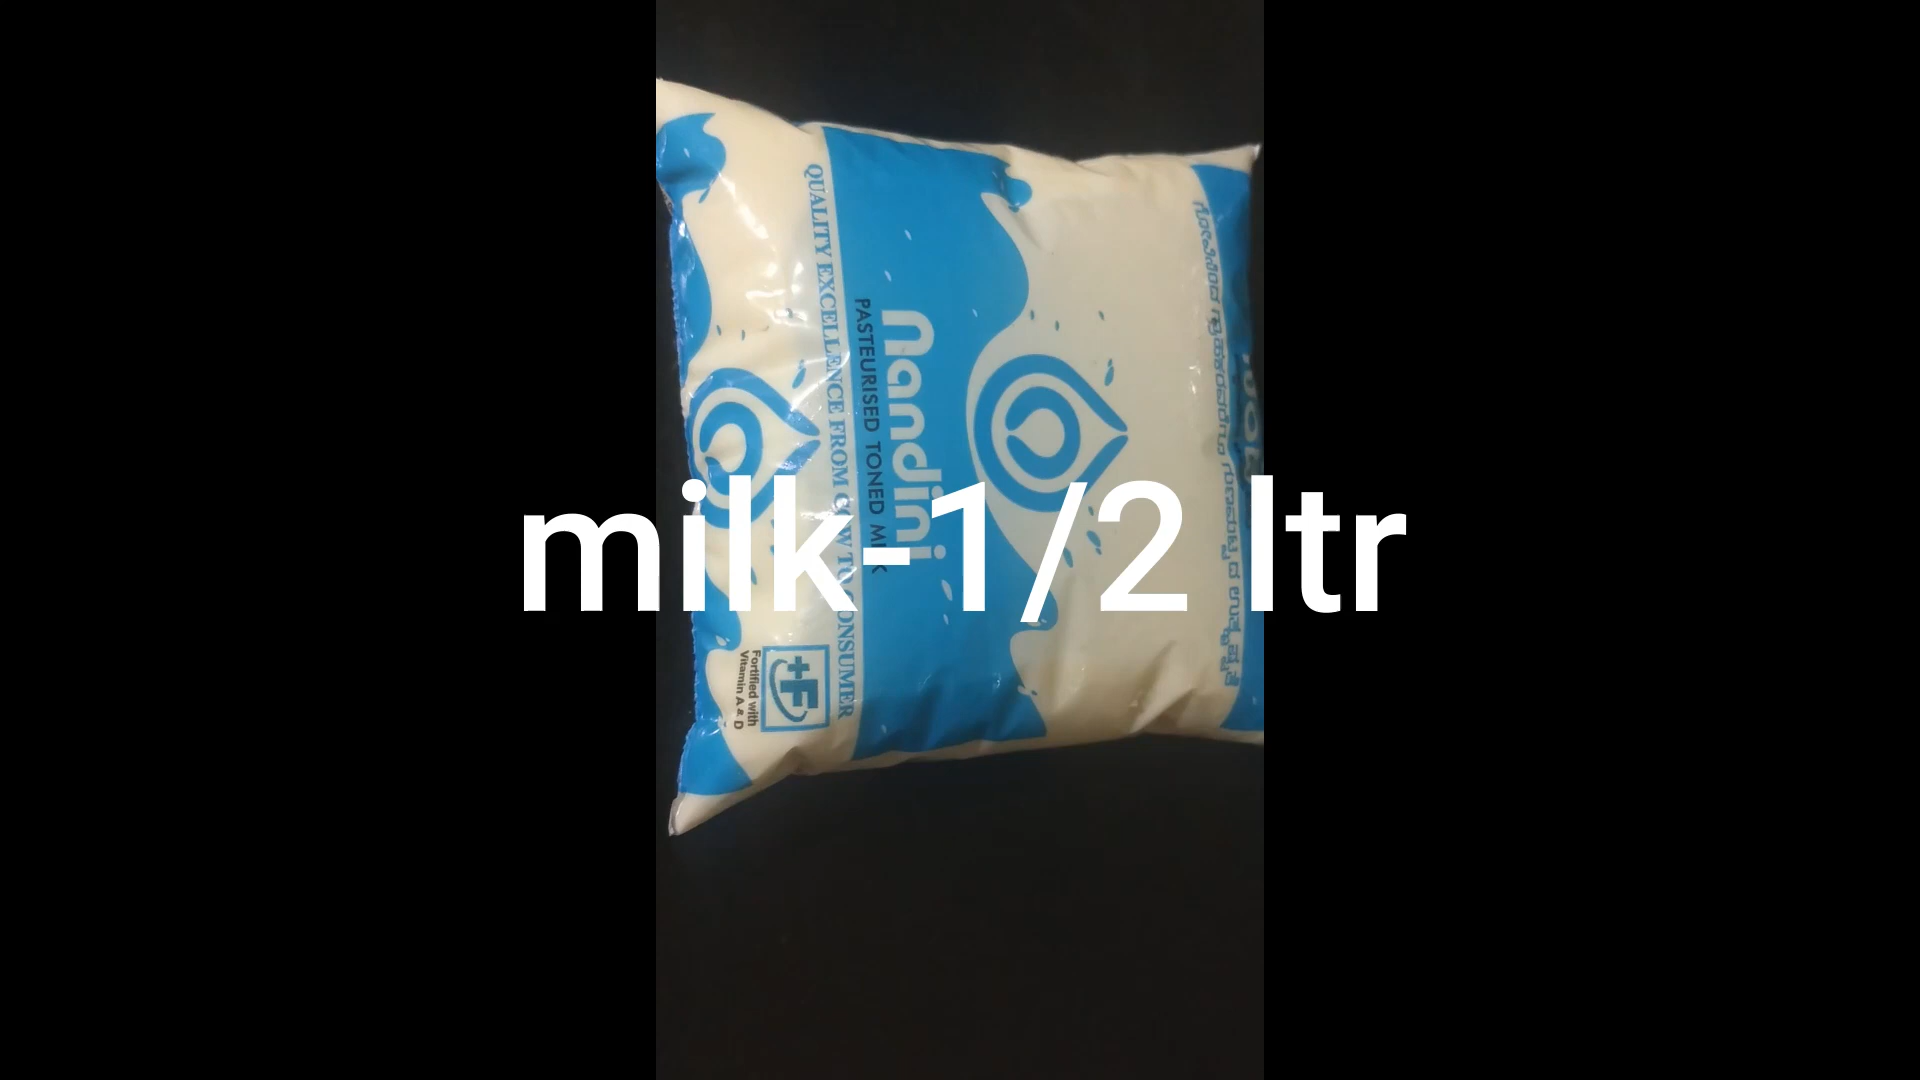 milk-1/2 ltr
nandini
PASTEURISED TONED MILK
QUALITY EXCELLENCE FROM COW TO CONSUMER
+F
Fortified with
Vitamin A & D